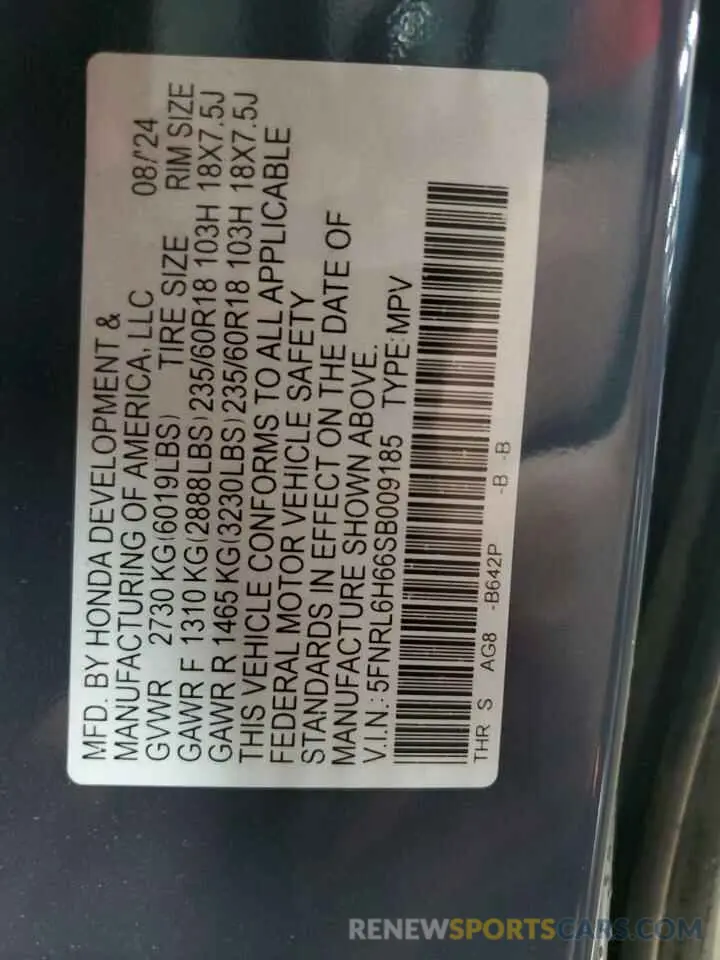 MFD. BY HONDA DEVELOPMENT &
MANUFACTURING OF AMERICA, LLC 08/'24
GVWR 2730 KG(6019LBS) TIRE SIZE RIM SIZE
GAWR F 1310 KG(2888LBS)235/60R18 103H 18X7.5J
GAWR R 1465 KG(3230LBS)235/60R18 103H 18X7.5J
THIS VEHICLE CONFORMS TO ALL APPLICABLE
FEDERAL MOTOR VEHICLE SAFETY
STANDARDS IN EFFECT ON THE DATE OF
MANUFACTURE SHOWN ABOVE.
V.I.N.:5FNRL6H66SB009185 TYPE:MPV
THR S AG8 -B642P -B -B
RENEWSPORTSCARS.COM